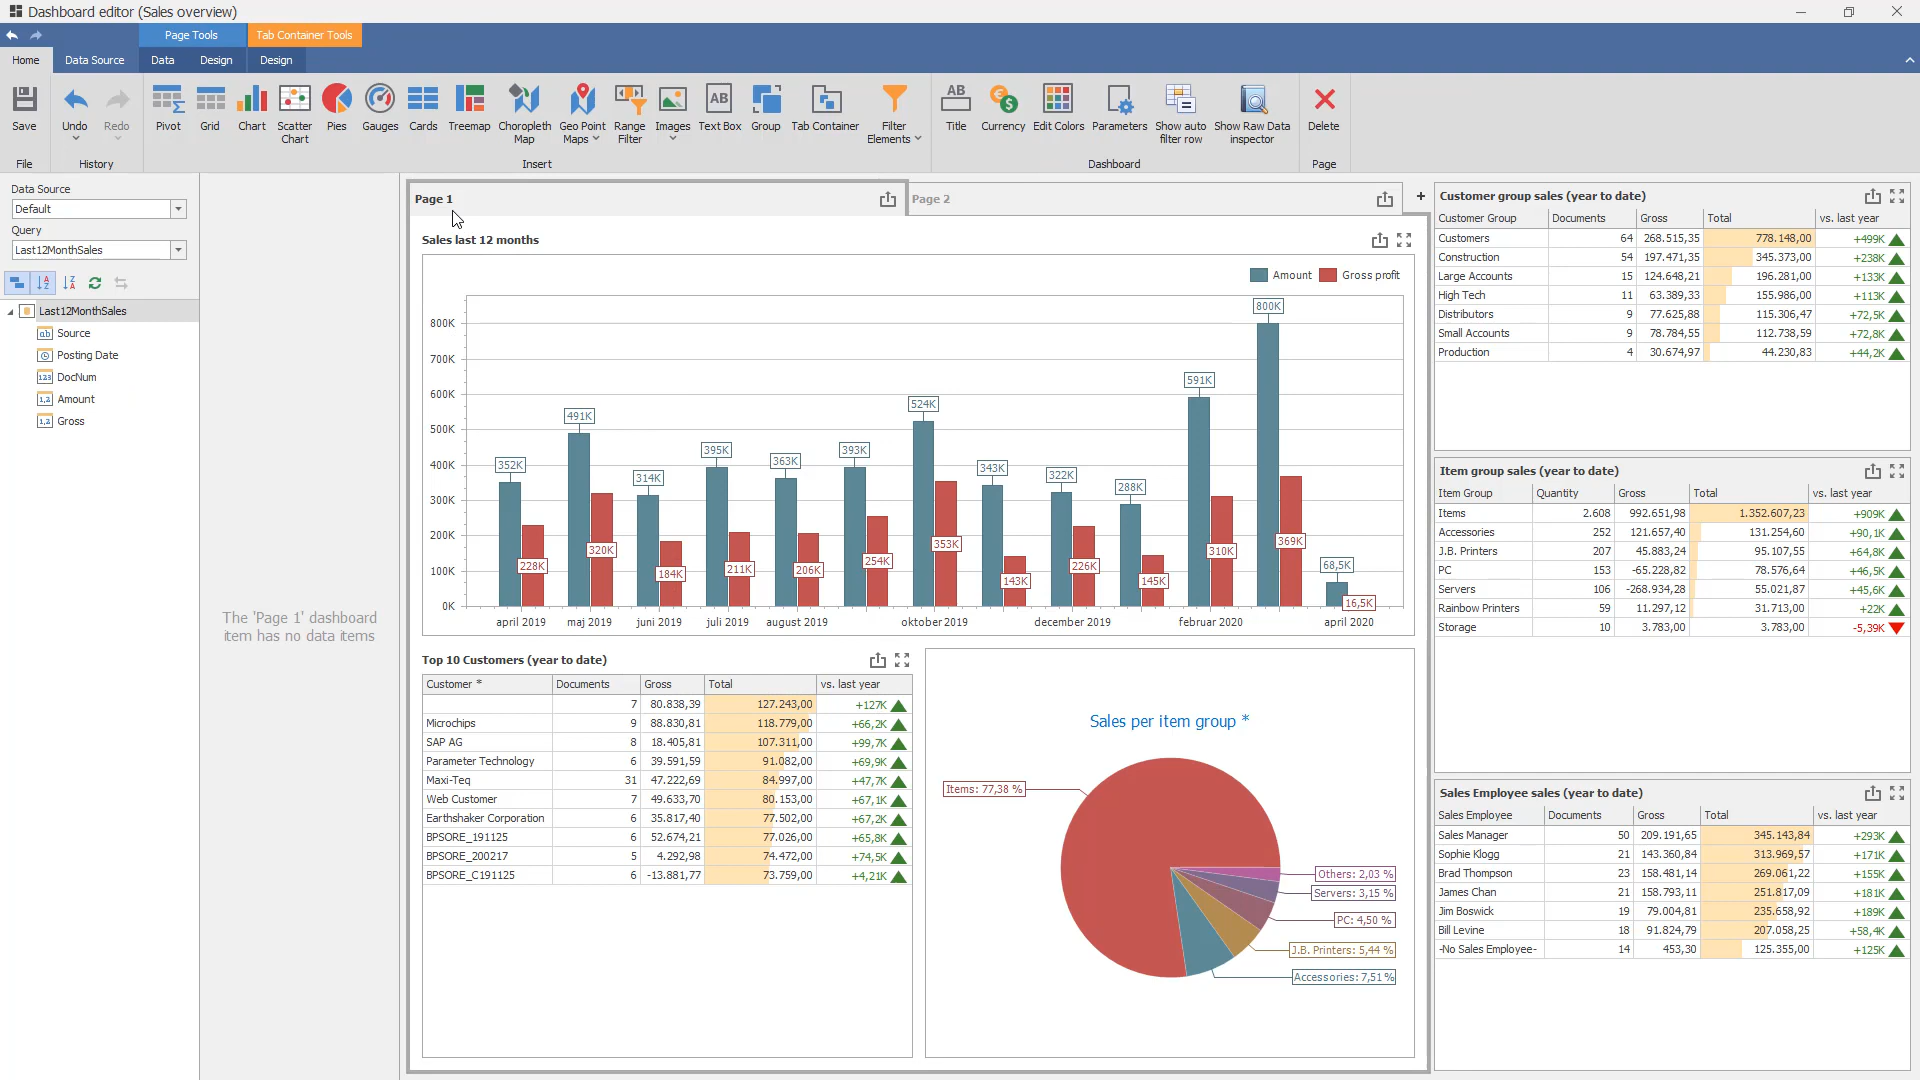 Dashboard editor (Sales overview)
Page Tools
Tab Container Tools
Home
Data Source
Data
Design
Design
Save
Undo
Redo
Pivot
Grid
Chart
Scatter
Chart
Pies
Gauges
Cards
Treemap
Choropleth
Map
Geo Point
Maps
Range
Filter
Images
AB
Text Box
Group
Tab Container
Filter
Elements
AB
Title
Currency
Edit Colors
Parameters
Show auto
filter row
Show Raw Data
inspector
Delete
File
History
Insert
Dashboard
Page
Data Source
Default
Query
Last12MonthSales
Last12MonthSales
ab Source
Posting Date
123 DocNum
1,2 Amount
1,2 Gross
The 'Page 1' dashboard
item has no data items
Page 1
Page 2
+
Sales last 12 months
Amount
Gross profit
800K
700K
600K
500K
400K
300K
200K
100K
0K
352K
228K
491K
320K
314K
184K
395K
211K
363K
206K
393K
254K
524K
353K
343K
143K
322K
226K
288K
145K
591K
310K
800K
369K
68,5K
16,5K
april 2019
maj 2019
juni 2019
juli 2019
august 2019
oktober 2019
december 2019
februar 2020
april 2020
Top 10 Customers (year to date)
Customer * Documents Gross Total vs. last year
7 80.838,39 127.243,00 +127K
Microchips 9 88.830,81 118.779,00 +66,2K
SAP AG 8 18.405,81 107.311,00 +99,7K
Parameter Technology 6 39.591,59 91.082,00 +69,9K
Maxi-Teq 31 47.222,69 84.997,00 +47,7K
Web Customer 7 49.633,70 80.153,00 +67,1K
Earthshaker Corporation 6 35.817,40 77.502,00 +67,2K
BPSORE_191125 6 52.674,21 77.026,00 +65,8K
BPSORE_200217 5 4.292,98 74.472,00 +74,5K
BPSORE_C191125 6 -13.881,77 73.759,00 +4,21K
Sales per item group *
Items: 77,38 %
Others: 2,03 %
Servers: 3,15 %
PC: 4,50 %
J.B. Printers: 5,44 %
Accessories: 7,51 %
Customer group sales (year to date)
Customer Group Documents Gross Total vs. last year
Customers 64 268.515,35 778.148,00 +499K
Construction 54 197.471,35 345.373,00 +238K
Large Accounts 15 124.648,21 196.281,00 +133K
High Tech 11 63.389,33 155.986,00 +113K
Distributors 9 77.625,88 115.306,47 +72,5K
Small Accounts 9 78.784,55 112.738,59 +72,8K
Production 4 30.674,97 44.230,83 +44,2K
Item group sales (year to date)
Item Group Quantity Gross Total vs. last year
Items 2.608 992.651,98 1.352.607,23 +909K
Accessories 252 121.657,40 131.254,60 +90,1K
J.B. Printers 207 45.883,24 95.107,55 +64,8K
PC 153 -65.228,82 78.576,64 +46,5K
Servers 106 -268.934,28 55.021,87 +45,6K
Rainbow Printers 59 11.297,12 31.713,00 +22K
Storage 10 3.783,00 3.783,00 -5,39K
Sales Employee sales (year to date)
Sales Employee Documents Gross Total vs. last year
Sales Manager 50 209.191,65 345.143,84 +293K
Sophie Klogg 21 143.360,84 313.969,57 +171K
Brad Thompson 23 158.481,14 269.061,22 +155K
James Chan 21 158.793,11 251.817,09 +181K
Jim Boswick 19 79.004,81 235.658,92 +189K
Bill Levine 18 91.824,79 207.058,25 +58,4K
-No Sales Employee- 14 453,30 125.355,00 +125K